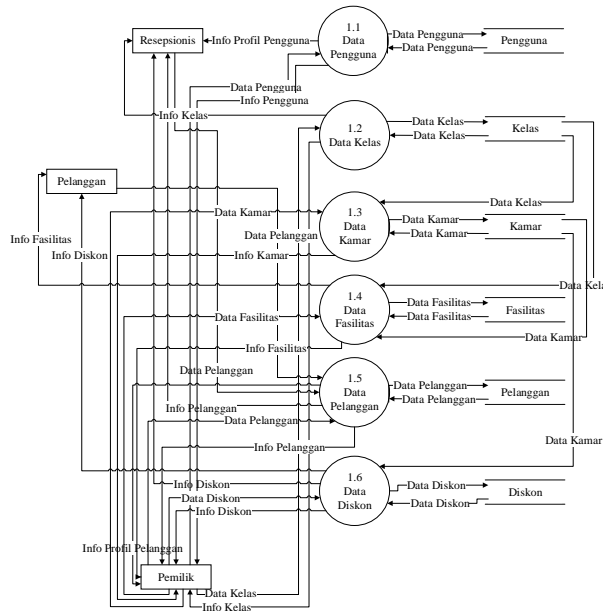 1.1
Data
Pengguna
Resepsionis
Info Profil Pengguna
Data Pengguna
Data Pengguna
Pengguna
Data Pengguna
Info Pengguna
Info Kelas
1.2
Data Kelas
Data Kelas
Data Kelas
Kelas
Pelanggan
Data Kelas
Data Kamar
1.3
Data
Kamar
Data Kamar
Data Kamar
Kamar
Data Pelanggan
Info Fasilitas
Info Diskon
Info Kamar
1.4
Data
Fasilitas
Data Kela
Data Fasilitas
Data Fasilitas
Data Fasilitas
Fasilitas
Data Kamar
Info Fasilitas
Data Pelanggan
1.5
Data
Pelanggan
Data Pelanggan
Data Pelanggan
Pelanggan
Info Pelanggan
Data Pelanggan
Info Pelanggan
Data Kamar
1.6
Data
Diskon
Info Diskon
Data Diskon
Info Diskon
Data Diskon
Data Diskon
Diskon
Info Profil Pelanggan
Pemilik
Data Kelas
Info Kelas